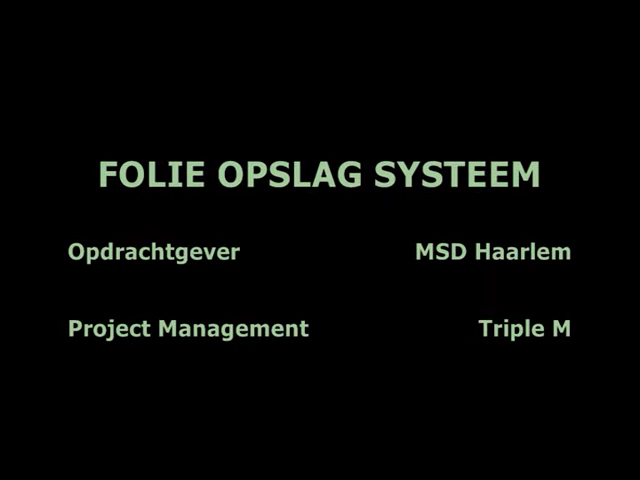 FOLIE OPSLAG SYSTEEM
Opdrachtgever MSD Haarlem
Project Management Triple M